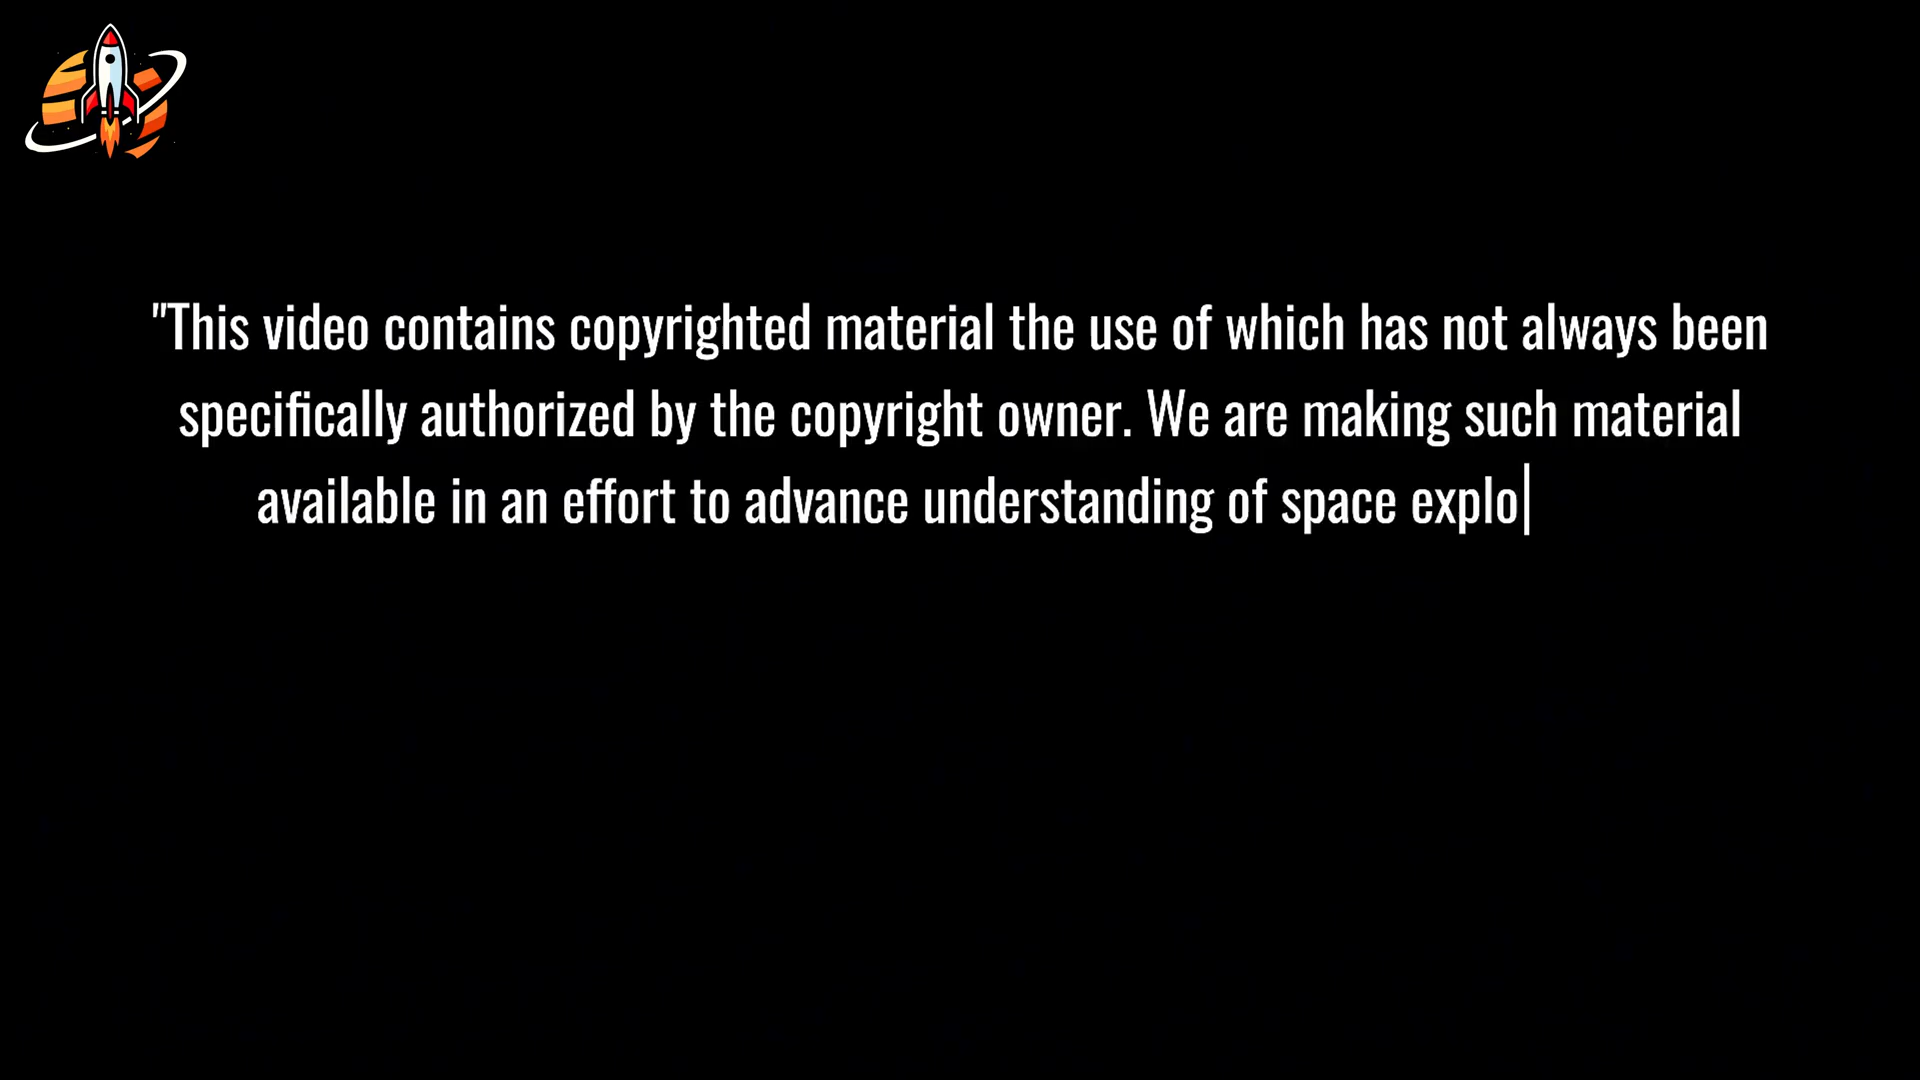 "This video contains copyrighted material the use of which has not always been
specifically authorized by the copyright owner. We are making such material
available in an effort to advance understanding of space explo